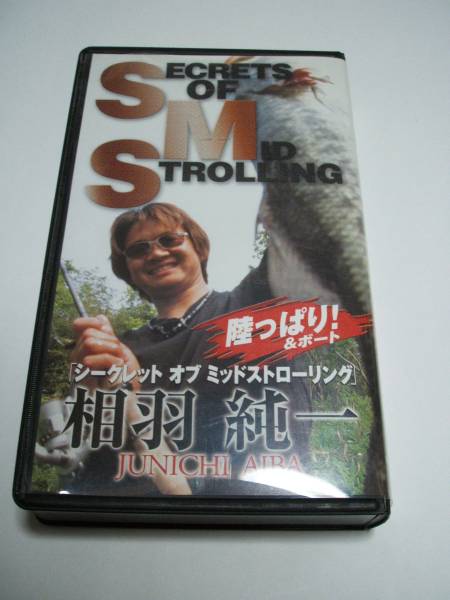 SECRETS
OF
MID
STROLLING
陸っぱり!
&ボート
「シークレット オブ ミッドストローリング」
相羽 純一
JUNICHI AIBA